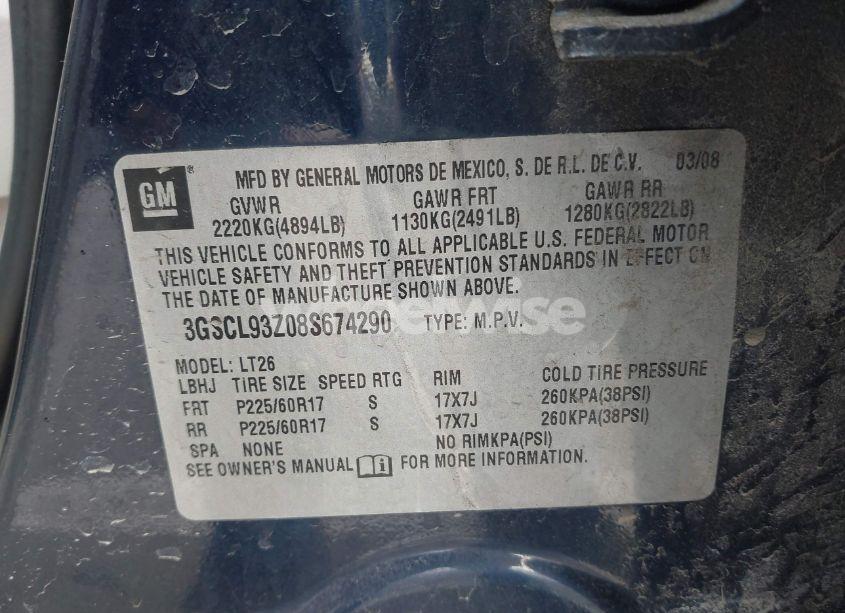 GM
MFD BY GENERAL MOTORS DE MEXICO, S. DE R.L. DE C.V. 03/08
GVWR GAWR FRT GAWR RR
2220KG(4894LB) 1130KG(2491LB) 1280KG(2822LB)
THIS VEHICLE CONFORMS TO ALL APPLICABLE U.S. FEDERAL MOTOR
VEHICLE SAFETY AND THEFT PREVENTION STANDARDS IN EFFECT ON
THE DATE OF MANUFACTURE SHOWN ABOVE.
3GSCL93Z08S674290 TYPE: M.P.V.
MODEL: LT26
LBHJ TIRE SIZE SPEED RTG RIM COLD TIRE PRESSURE
FRT P225/60R17 S 17X7J 260KPA(38PSI)
RR P225/60R17 S 17X7J 260KPA(38PSI)
SPA NONE NO RIMKPA(PSI)
SEE OWNER'S MANUAL FOR MORE INFORMATION.